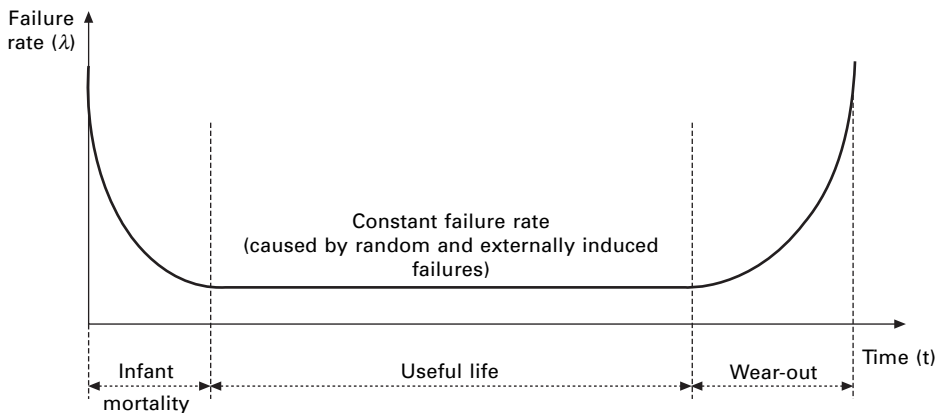 Failure
rate (λ)
Constant failure rate
(caused by random and externally induced
failures)
Time (t)
Infant
mortality
Useful life
Wear-out